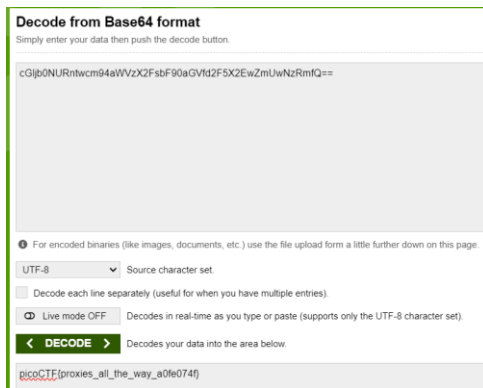 Decode from Base64 format
Simply enter your data then push the decode button.
cGljb0NURntwcm94aWVzX2FsbF90aGVfd2F5X2EwZmUwNzRmfQ==
For encoded binaries (like images, documents, etc.) use the file upload form a little further down on this page.
UTF-8 Source character set.
Decode each line separately (useful for when you have multiple entries).
Live mode OFF Decodes in real-time as you type or paste (supports only the UTF-8 character set).
< DECODE > Decodes your data into the area below.
picoCTF{proxies_all_the_way_a0fe074f}